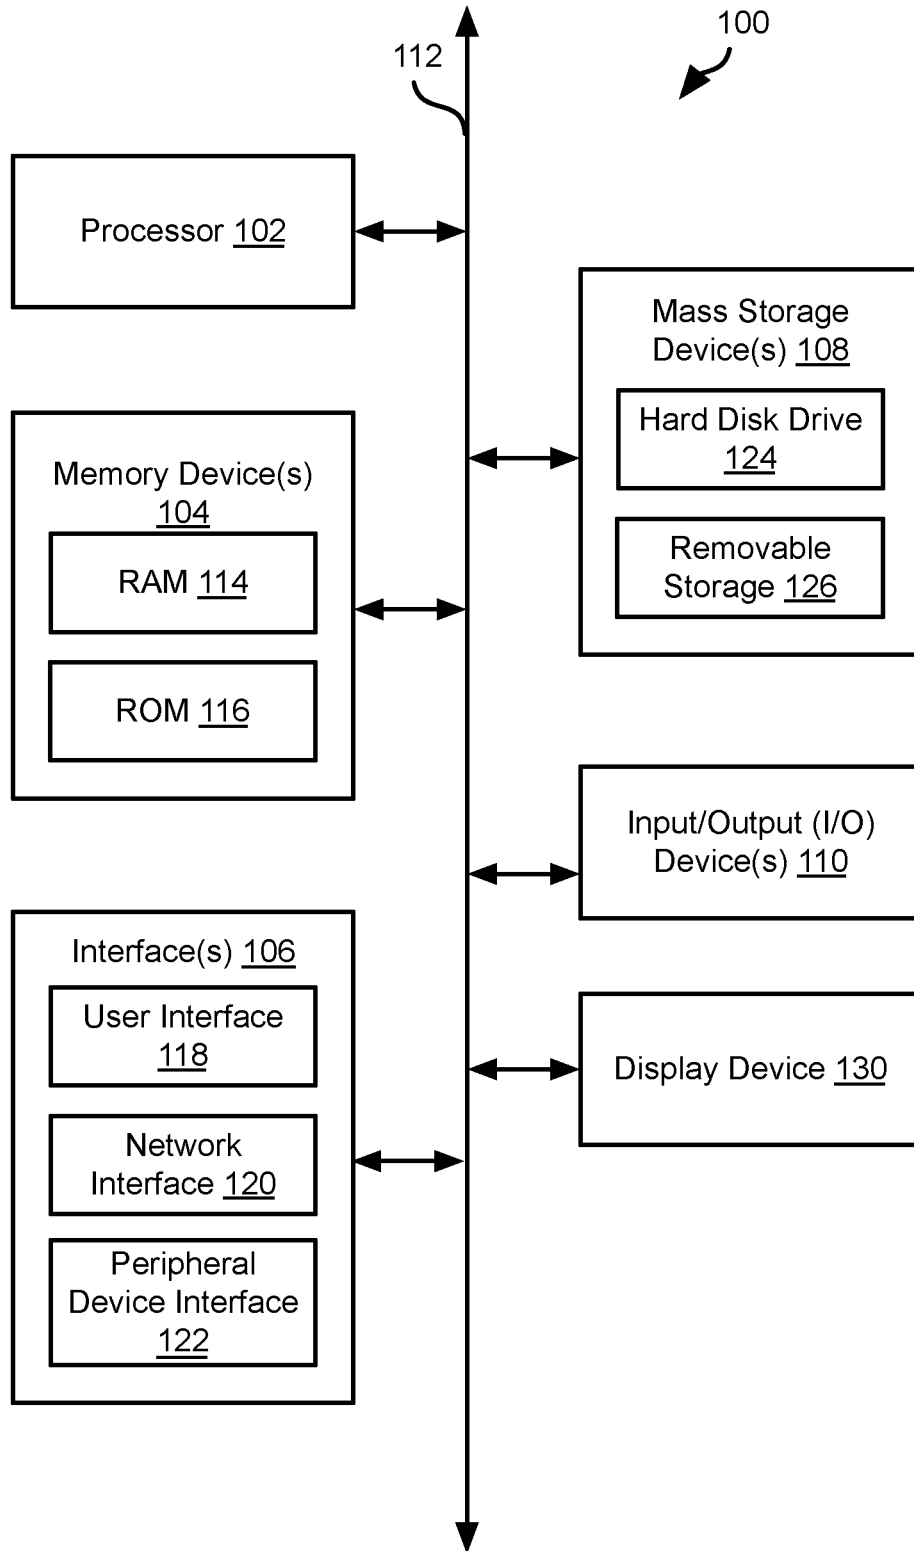 100
112
Processor 102
Mass Storage
Device(s) 108
Hard Disk Drive
124
Removable
Storage 126
Memory Device(s)
104
RAM 114
ROM 116
Input/Output (I/O)
Device(s) 110
Interface(s) 106
User Interface
118
Network
Interface 120
Peripheral
Device Interface
122
Display Device 130